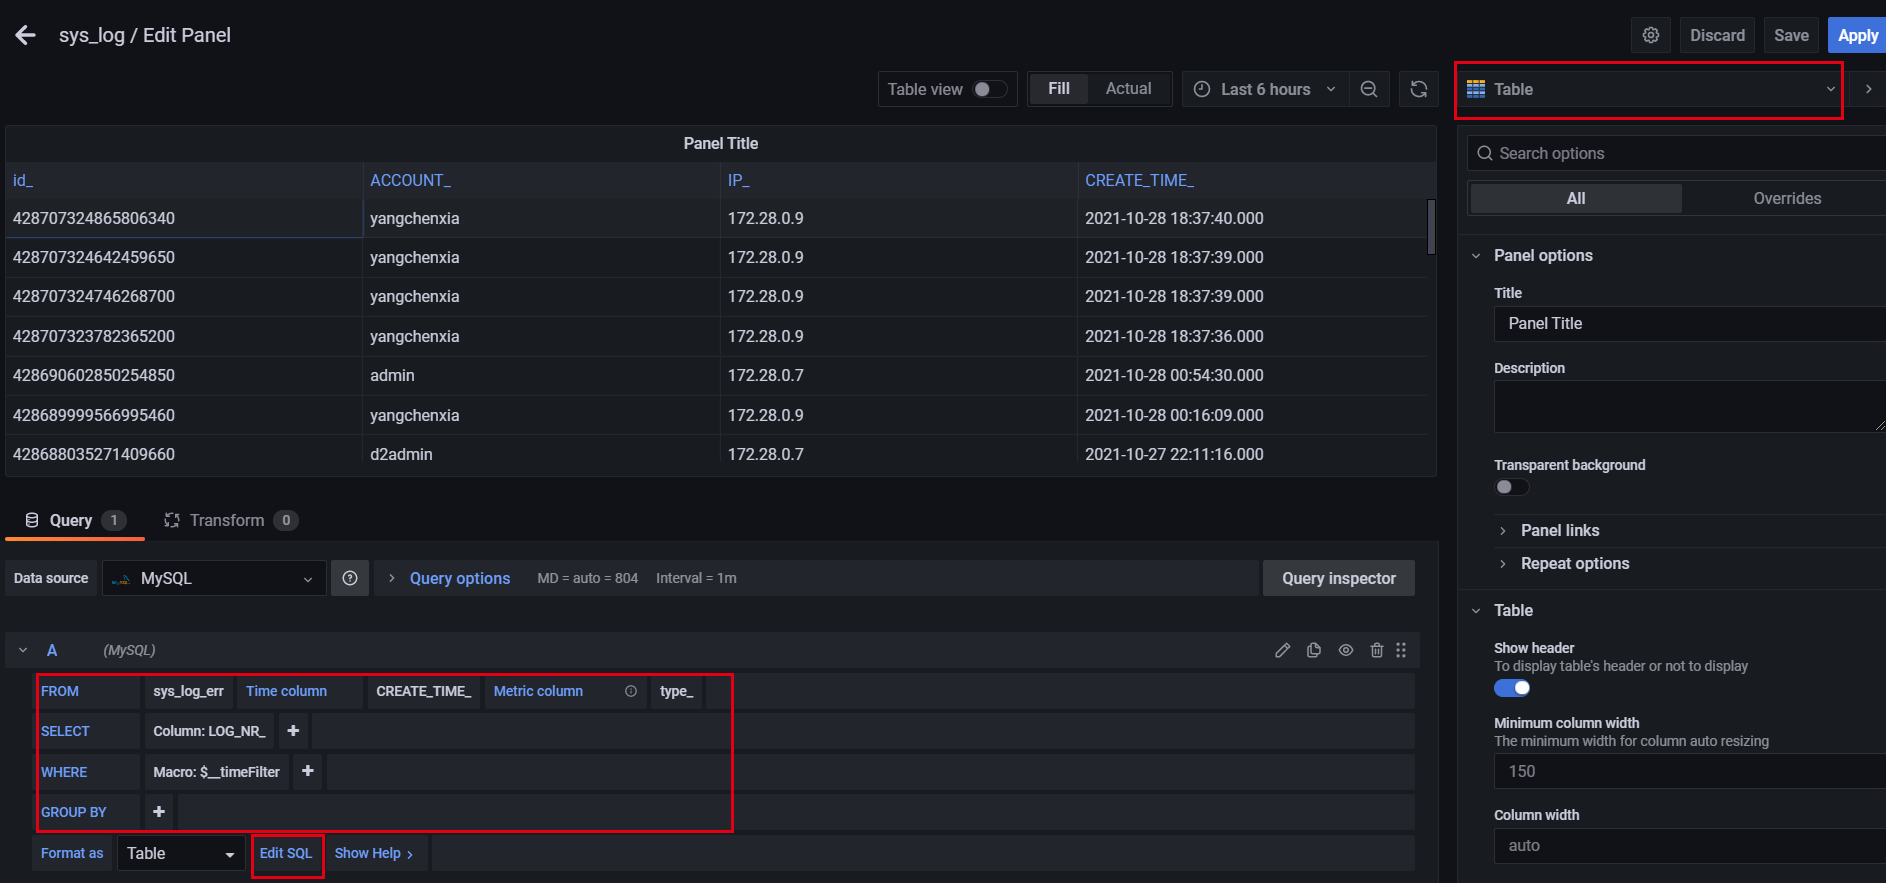 sys_log / Edit Panel
Discard
Save
Apply
Table view
Fill
Actual
Last 6 hours
Table
Panel Title
Search options
id_ ACCOUNT_ IP_ CREATE_TIME_
All
Overrides
428707324865806340 yangchenxia 172.28.0.9 2021-10-28 18:37:40.000
428707324642459650 yangchenxia 172.28.0.9 2021-10-28 18:37:39.000
428707324746268700 yangchenxia 172.28.0.9 2021-10-28 18:37:39.000
428707323782365200 yangchenxia 172.28.0.9 2021-10-28 18:37:36.000
428690602850254850 admin 172.28.0.7 2021-10-28 00:54:30.000
428689999566995460 yangchenxia 172.28.0.9 2021-10-28 00:16:09.000
428688035271409660 d2admin 172.28.0.7 2021-10-27 22:11:16.000
Panel options
Title
Panel Title
Description
Transparent background
Panel links
Repeat options
Table
Show header
To display table's header or not to display
Minimum column width
The minimum width for column auto resizing
150
Column width
auto
Query 1
Transform 0
Data source MySQL Query options MD = auto = 804 Interval = 1m Query inspector
A (MySQL)
FROM sys_log_err Time column CREATE_TIME_ Metric column type_
SELECT Column: LOG_NR_ +
WHERE Macro: $__timeFilter +
GROUP BY +
Format as Table Edit SQL Show Help >